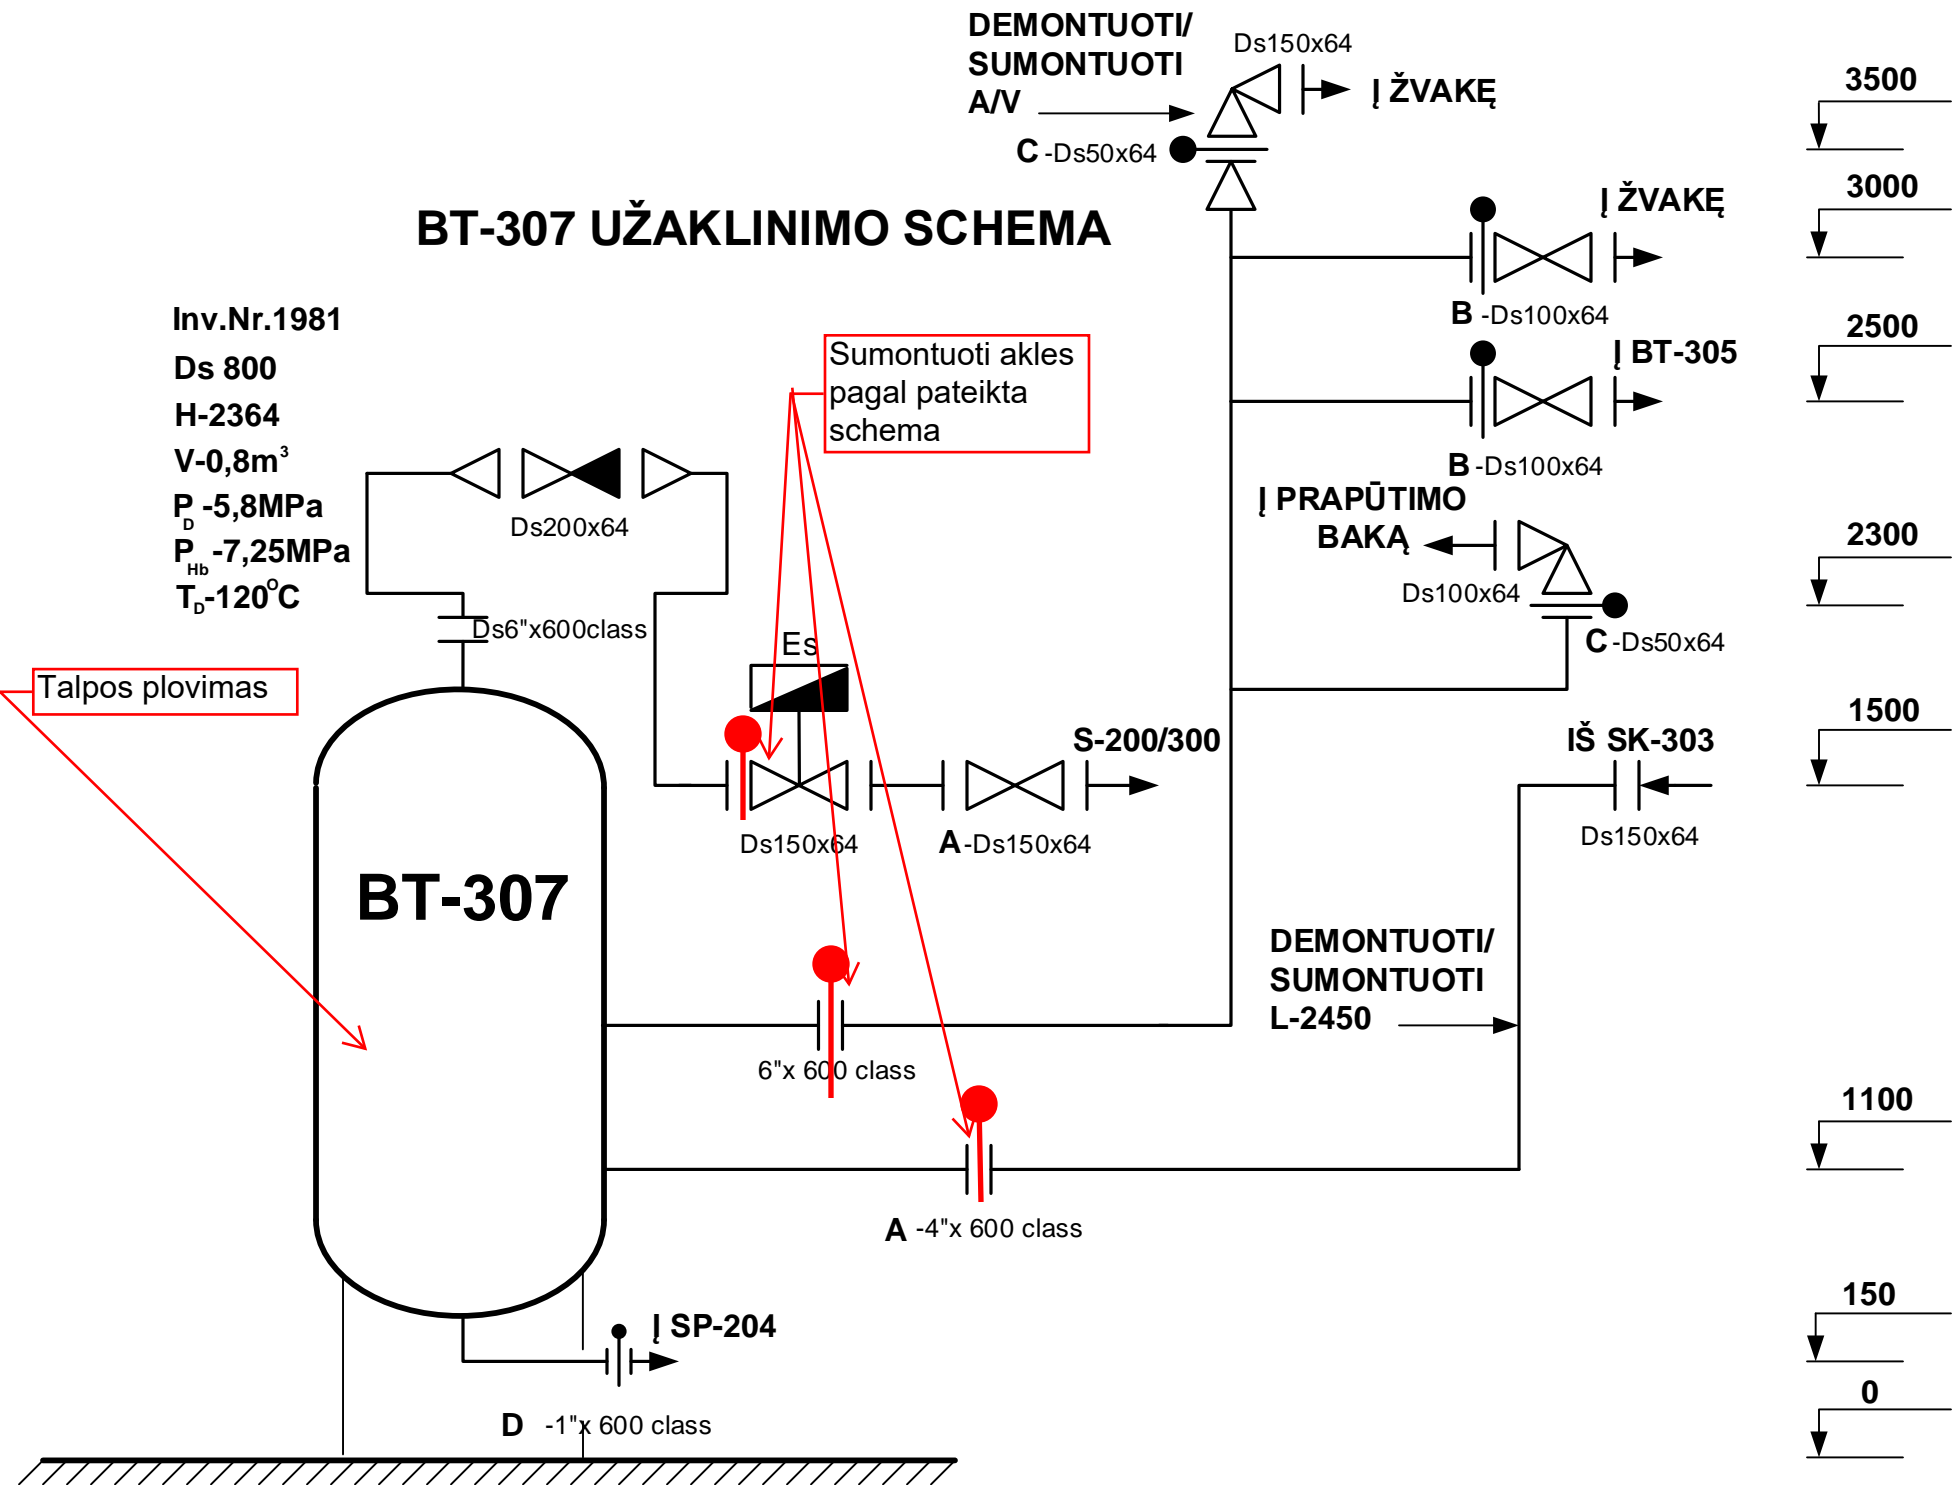 DEMONTUOTI/
SUMONTUOTI
A/V
Ds150x64
Į ŽVAKĘ
C -Ds50x64
3500
BT-307 UŽAKLINIMO SCHEMA
Į ŽVAKĘ
3000
B -Ds100x64
Inv.Nr.1981
Ds 800
H-2364
V-0,8m³
P_D -5,8MPa
P_Hb -7,25MPa
T_D-120°C
Sumontuoti akles
pagal pateikta
schema
Į BT-305
2500
B -Ds100x64
Ds200x64
Į PRAPŪTIMO
BAKĄ
Ds100x64
2300
C -Ds50x64
Ds6"x600class
Es
Talpos plovimas
S-200/300
IŠ SK-303
1500
Ds150x64
A -Ds150x64
Ds150x64
BT-307
DEMONTUOTI/
SUMONTUOTI
L-2450
6"x 600 class
1100
A -4"x 600 class
Į SP-204
150
D -1"x 600 class
0